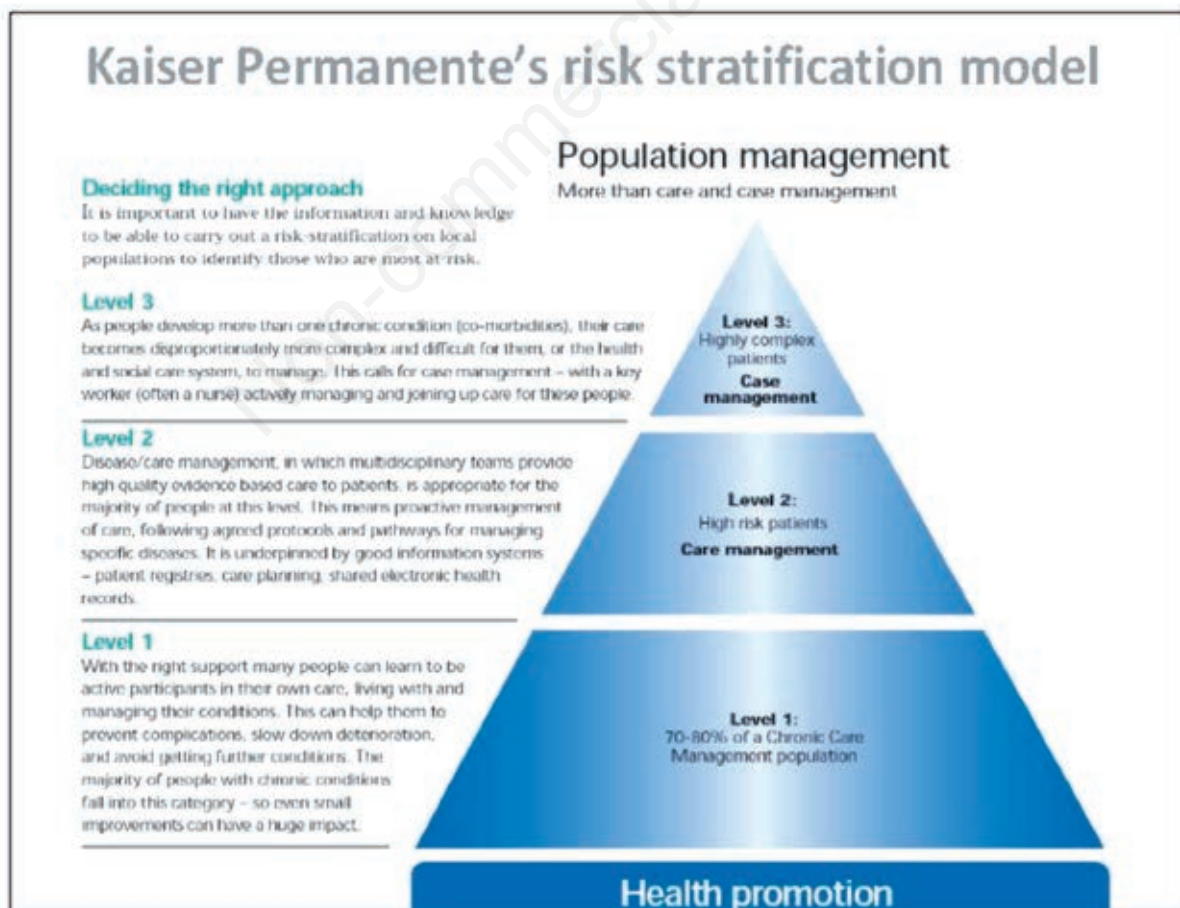 Kaiser Permanente's risk stratification model
Population management
More than care and case management
Deciding the right approach
It is important to have the information and knowledge
to be able to carry out a risk-stratification on local
populations to identify those who are most at-risk.
Level 3
As people develop more than one chronic condition (co-morbidities), their care
becomes disproportionately more complex and difficult for them, or the health
and social care system, to manage. This calls for case management – with a key
worker (often a nurse) actively managing and joining up care for these people.
Level 2
Disease/care management, in which multidisciplinary teams provide
high quality evidence based care to patients, is appropriate for the
majority of people at this level. This means proactive management
of care, following agreed protocols and pathways for managing
specific diseases. It is underpinned by good information systems
– patient registries, care planning, shared electronic health
records.
Level 1
With the right support many people can learn to be
active participants in their own care, living with and
managing their conditions. This can help them to
prevent complications, slow down deterioration,
and avoid getting further conditions. The
majority of people with chronic conditions
fall into this category – so even small
improvements can have a huge impact.
Level 3:
Highly complex
patients
Case
management
Level 2:
High risk patients
Care management
Level 1:
70-80% of a Chronic Care
Management population
Health promotion
non-commercial